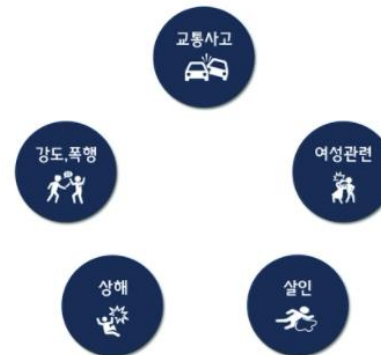 교통사고
강도,폭행
여성관련
상해
살인